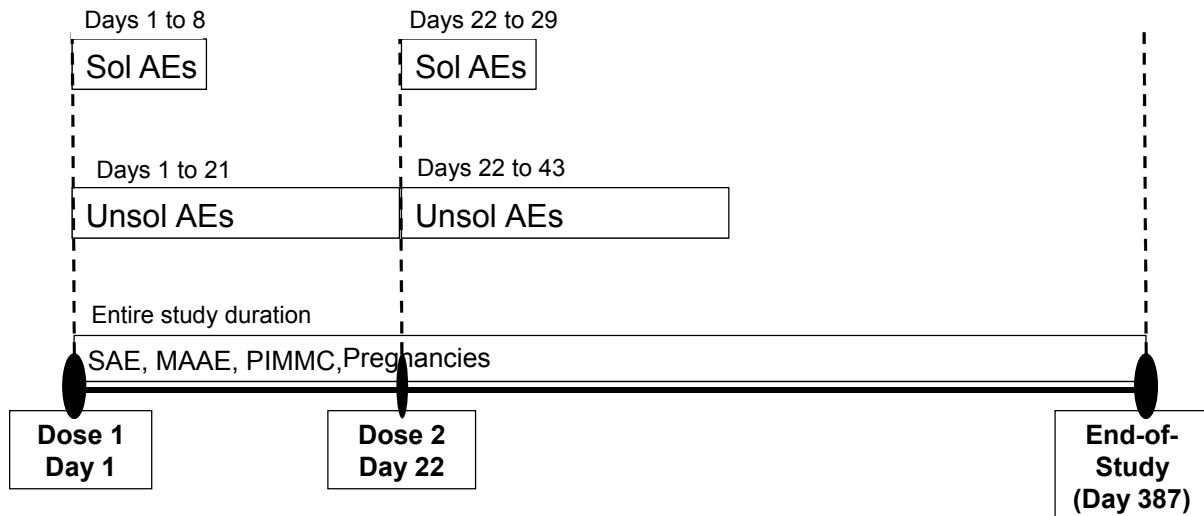 Days 1 to 8
Days 22 to 29
Sol AEs
Sol AEs
Days 1 to 21
Days 22 to 43
Unsol AEs
Unsol AEs
Entire study duration
SAE, MAAE, PIMMC,Pregnancies
Dose 1
Day 1
Dose 2
Day 22
End-of-
Study
(Day 387)